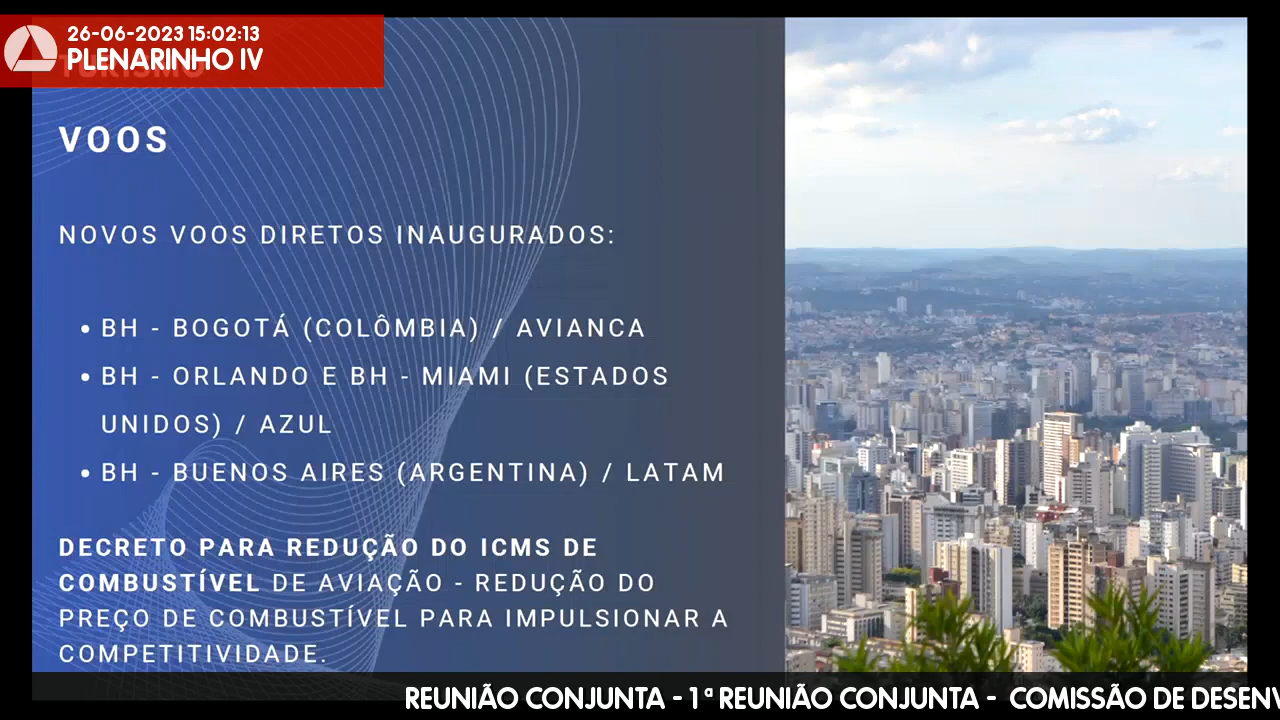 26-06-2023 15:02:13
PLENARINHO IV
TURISMO
VOOS
NOVOS VOOS DIRETOS INAUGURADOS:
• BH - BOGOTÁ (COLÔMBIA) / AVIANCA
• BH - ORLANDO E BH - MIAMI (ESTADOS
UNIDOS) / AZUL
• BH - BUENOS AIRES (ARGENTINA) / LATAM
DECRETO PARA REDUÇÃO DO ICMS DE
COMBUSTÍVEL DE AVIAÇÃO - REDUÇÃO DO
PREÇO DE COMBUSTÍVEL PARA IMPULSIONAR A
COMPETITIVIDADE.
REUNIÃO CONJUNTA - 1ª REUNIÃO CONJUNTA - COMISSÃO DE DESENV